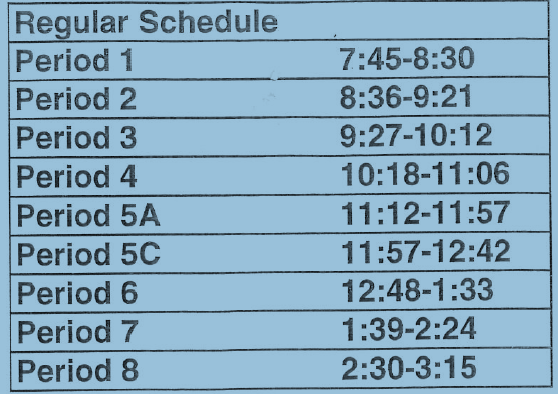 Regular Schedule
Period 1 7:45-8:30
Period 2 8:36-9:21
Period 3 9:27-10:12
Period 4 10:18-11:06
Period 5A 11:12-11:57
Period 5C 11:57-12:42
Period 6 12:48-1:33
Period 7 1:39-2:24
Period 8 2:30-3:15